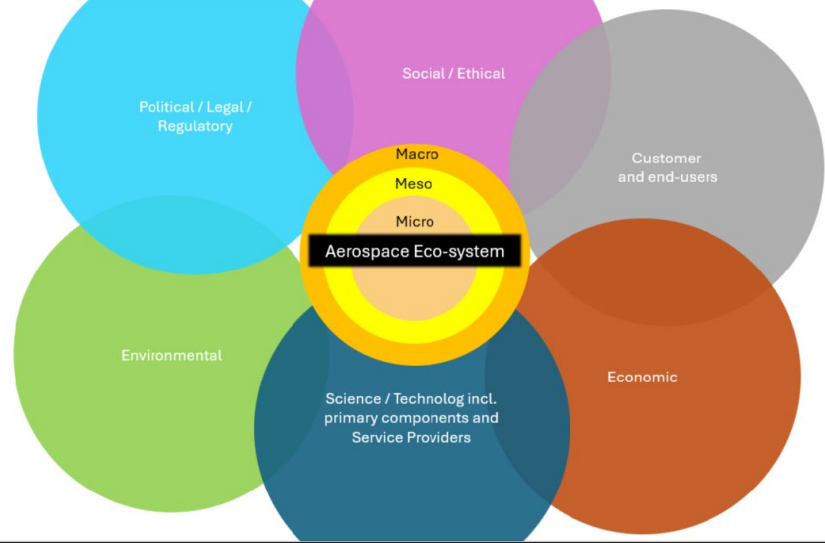 Social / Ethical
Political / Legal /
Regulatory
Customer
and end-users
Macro
Meso
Micro
Aerospace Eco-system
Environmental
Economic
Science / Technolog incl.
primary components and
Service Providers